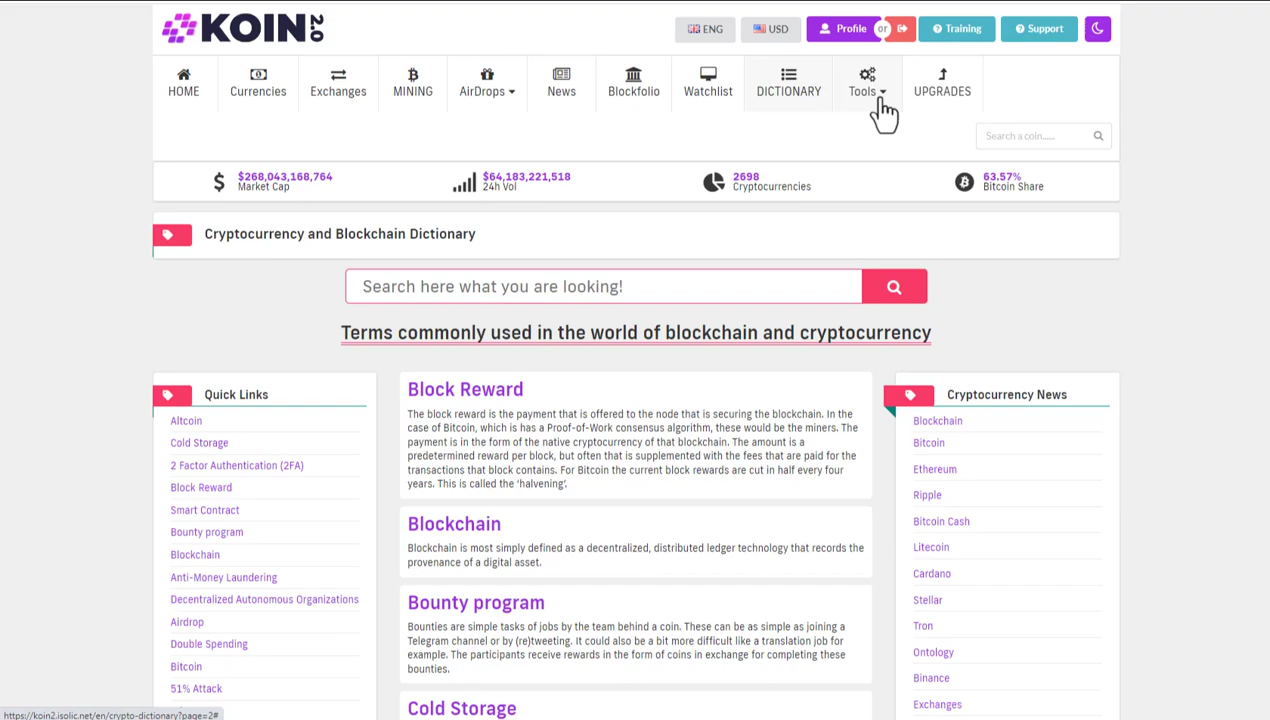 KOIN 2.0
ENG
USD
Profile
or
Training
Support
HOME
Currencies
Exchanges
MINING
AirDrops
News
Blockfolio
Watchlist
DICTIONARY
Tools
UPGRADES
Search a coin......
$268,043,168,764
Market Cap
$64,183,221,518
24h Vol
2698
Cryptocurrencies
63.57%
Bitcoin Share
Cryptocurrency and Blockchain Dictionary
Search here what you are looking!
Terms commonly used in the world of blockchain and cryptocurrency
Quick Links
Altcoin
Cold Storage
2 Factor Authentication (2FA)
Block Reward
Smart Contract
Bounty program
Blockchain
Anti-Money Laundering
Decentralized Autonomous Organizations
Airdrop
Double Spending
Bitcoin
51% Attack
Block Reward
The block reward is the payment that is offered to the node that is securing the blockchain. In the
case of Bitcoin, which is has a Proof-of-Work consensus algorithm, these would be the miners. The
payment is in the form of the native cryptocurrency of that blockchain. The amount is a
predetermined reward per block, but often that is supplemented with the fees that are paid for the
transactions that block contains. For Bitcoin the current block rewards are cut in half every four
years. This is called the ‘halvening’.
Blockchain
Blockchain is most simply defined as a decentralized, distributed ledger technology that records the
provenance of a digital asset.
Bounty program
Bounties are simple tasks of jobs by the team behind a coin. These can be as simple as joining a
Telegram channel or by (re)tweeting. It could also be a bit more difficult like a translation job for
example. The participants receive rewards in the form of coins in exchange for completing these
bounties.
Cold Storage
Cryptocurrency News
Blockchain
Bitcoin
Ethereum
Ripple
Bitcoin Cash
Litecoin
Cardano
Stellar
Tron
Ontology
Binance
Exchanges
https://koin2.isolic.net/en/crypto-dictionary?page=2#